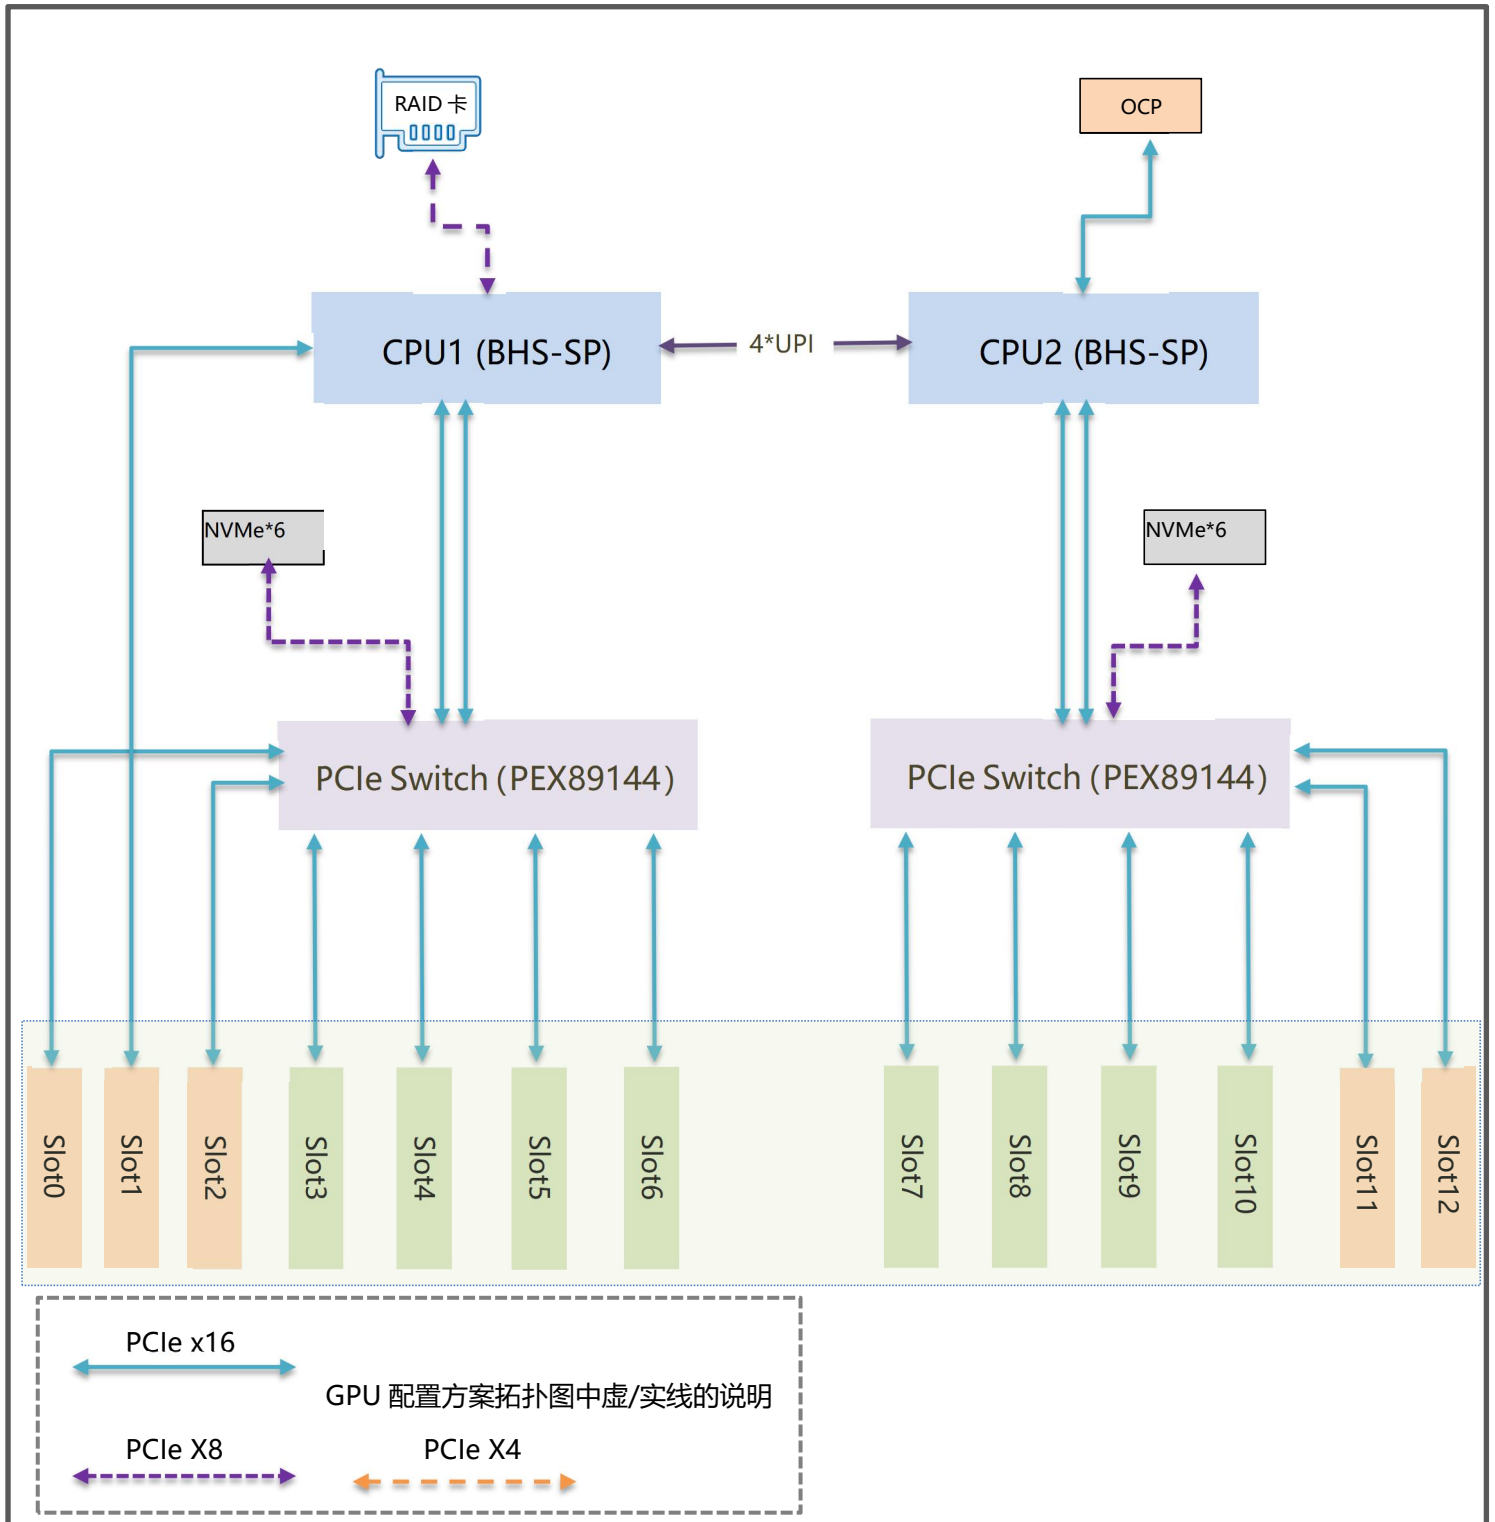 RAID 卡
OCP
CPU1 (BHS-SP)
4*UPI
CPU2 (BHS-SP)
NVMe*6
NVMe*6
PCIe Switch (PEX89144)
PCIe Switch (PEX89144)
Slot0
Slot1
Slot2
Slot3
Slot4
Slot5
Slot6
Slot7
Slot8
Slot9
Slot10
Slot11
Slot12
PCIe x16
GPU 配置方案拓扑图中虚/实线的说明
PCIe X8
PCIe X4